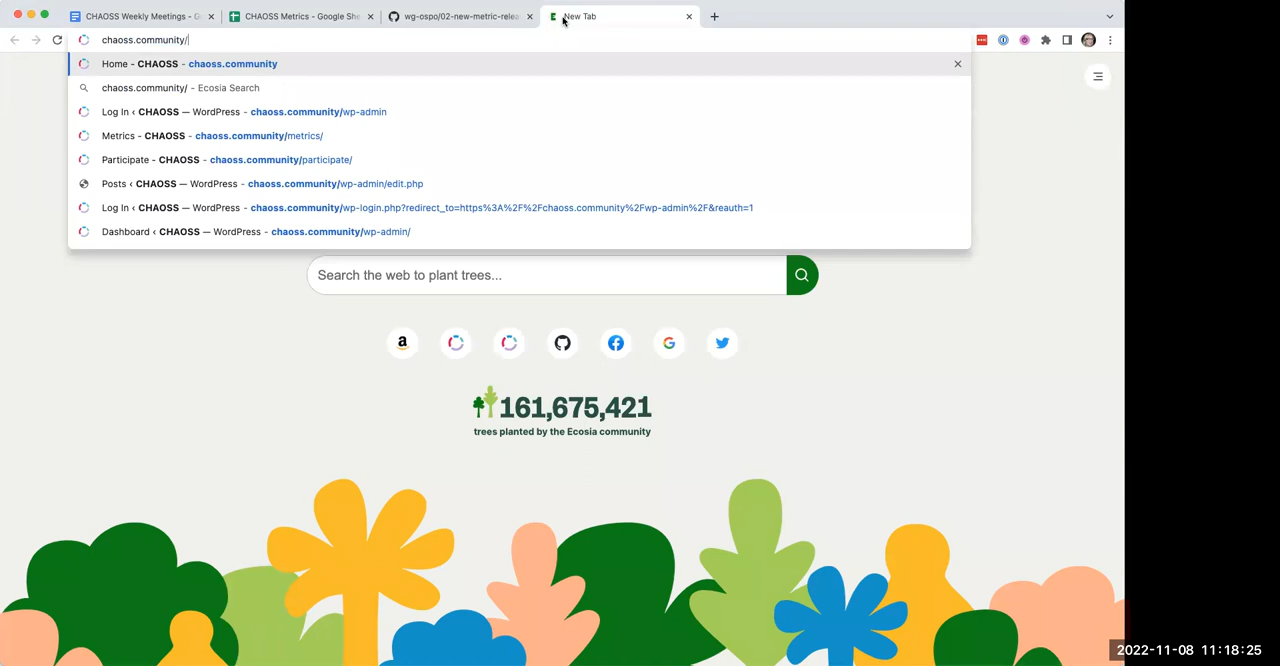 CHAOSS Weekly Meetings - G
CHAOSS Metrics - Google She
wg-ospo/02-new-metric-relea
New Tab
chaoss.community/
Home - CHAOSS - chaoss.community
chaoss.community/ - Ecosia Search
Log In ‹ CHAOSS — WordPress - chaoss.community/wp-admin
Metrics - CHAOSS - chaoss.community/metrics/
Participate - CHAOSS - chaoss.community/participate/
Posts ‹ CHAOSS — WordPress - chaoss.community/wp-admin/edit.php
Log In ‹ CHAOSS — WordPress - chaoss.community/wp-login.php?redirect_to=https%3A%2F%2Fchaoss.community%2Fwp-admin%2F&reauth=1
Dashboard ‹ CHAOSS — WordPress - chaoss.community/wp-admin/
Search the web to plant trees...
161,675,421
trees planted by the Ecosia community
2022-11-08 11:18:25